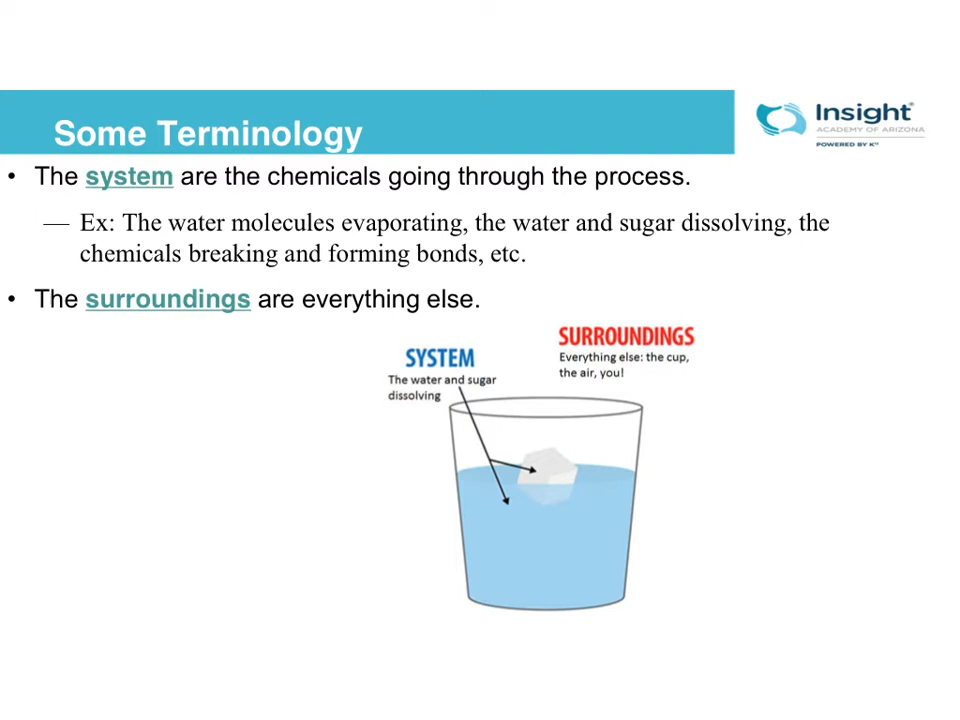 Some Terminology
Insight®
ACADEMY OF ARIZONA
POWERED BY K¹²
• The system are the chemicals going through the process.
— Ex: The water molecules evaporating, the water and sugar dissolving, the
chemicals breaking and forming bonds, etc.
• The surroundings are everything else.
SURROUNDINGS
Everything else: the cup,
the air, you!
SYSTEM
The water and sugar
dissolving